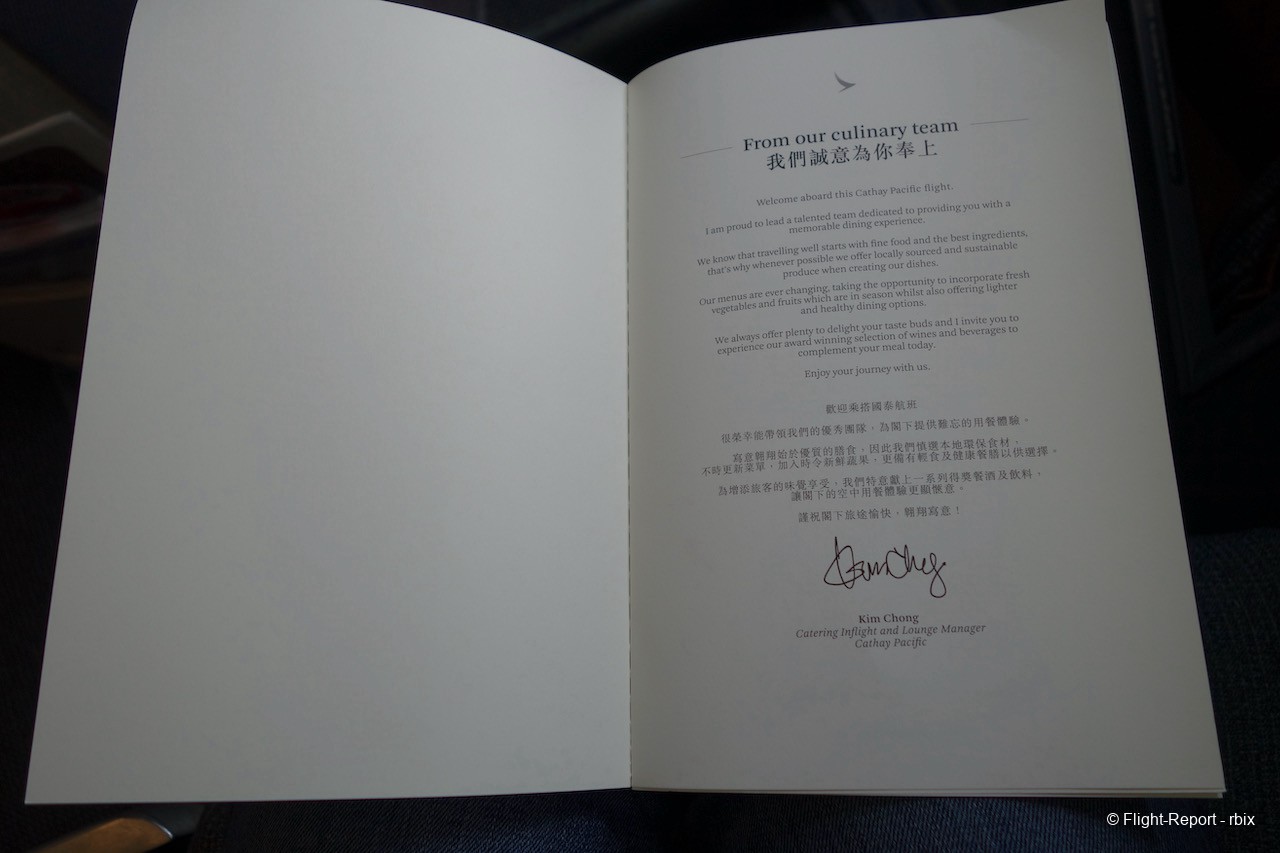 From our culinary team
我們誠意為你奉上
Welcome aboard this Cathay Pacific flight.
I am proud to lead a talented team dedicated to providing you with a
memorable dining experience.
We know that travelling well starts with fine food and the best ingredients,
that's why whenever possible we offer locally sourced and sustainable
produce when creating our dishes.
Our menus are ever changing, taking the opportunity to incorporate fresh
vegetables and fruits which are in season whilst also offering lighter
and healthy dining options.
We always offer plenty to delight your taste buds and I invite you to
experience our award winning selection of wines and beverages to
complement your meal today.
Enjoy your journey with us.
歡迎乘搭國泰航班
很榮幸能帶領我們的優秀團隊，為閣下提供難忘的用餐體驗。
寫意翱翔始於優質的膳食，因此我們慎選本地環保食材、
不時更新菜單，加入時令新鮮蔬果，更備有輕食及健康餐膳以供選擇。
為增添旅客的味覺享受，我們特意獻上一系列得獎餐酒及飲料，
讓閣下的空中用餐體驗更顯愜意。
謹祝閣下旅途愉快，翱翔寫意！
Kim Chong
Kim Chong
Catering Inflight and Lounge Manager
Cathay Pacific
© Flight-Report - rbix